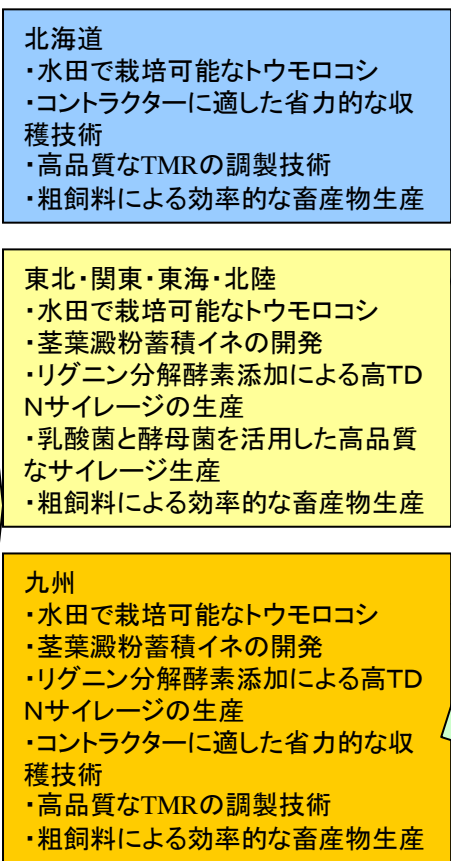 北海道
・水田で栽培可能なトウモロコシ
・コントラクターに適した省力的な収
穫技術
・高品質なTMRの調製技術
・粗飼料による効率的な畜産物生産
東北・関東・東海・北陸
・水田で栽培可能なトウモロコシ
・茎葉澱粉蓄積イネの開発
・リグニン分解酵素添加による高ＴＤ
Ｎサイレージの生産
・乳酸菌と酵母菌を活用した高品質
なサイレージ生産
・粗飼料による効率的な畜産物生産
九州
・水田で栽培可能なトウモロコシ
・茎葉澱粉蓄積イネの開発
・リグニン分解酵素添加による高ＴＤ
Ｎサイレージの生産
・コントラクターに適した省力的な収
穫技術
・高品質なTMRの調製技術
・粗飼料による効率的な畜産物生産